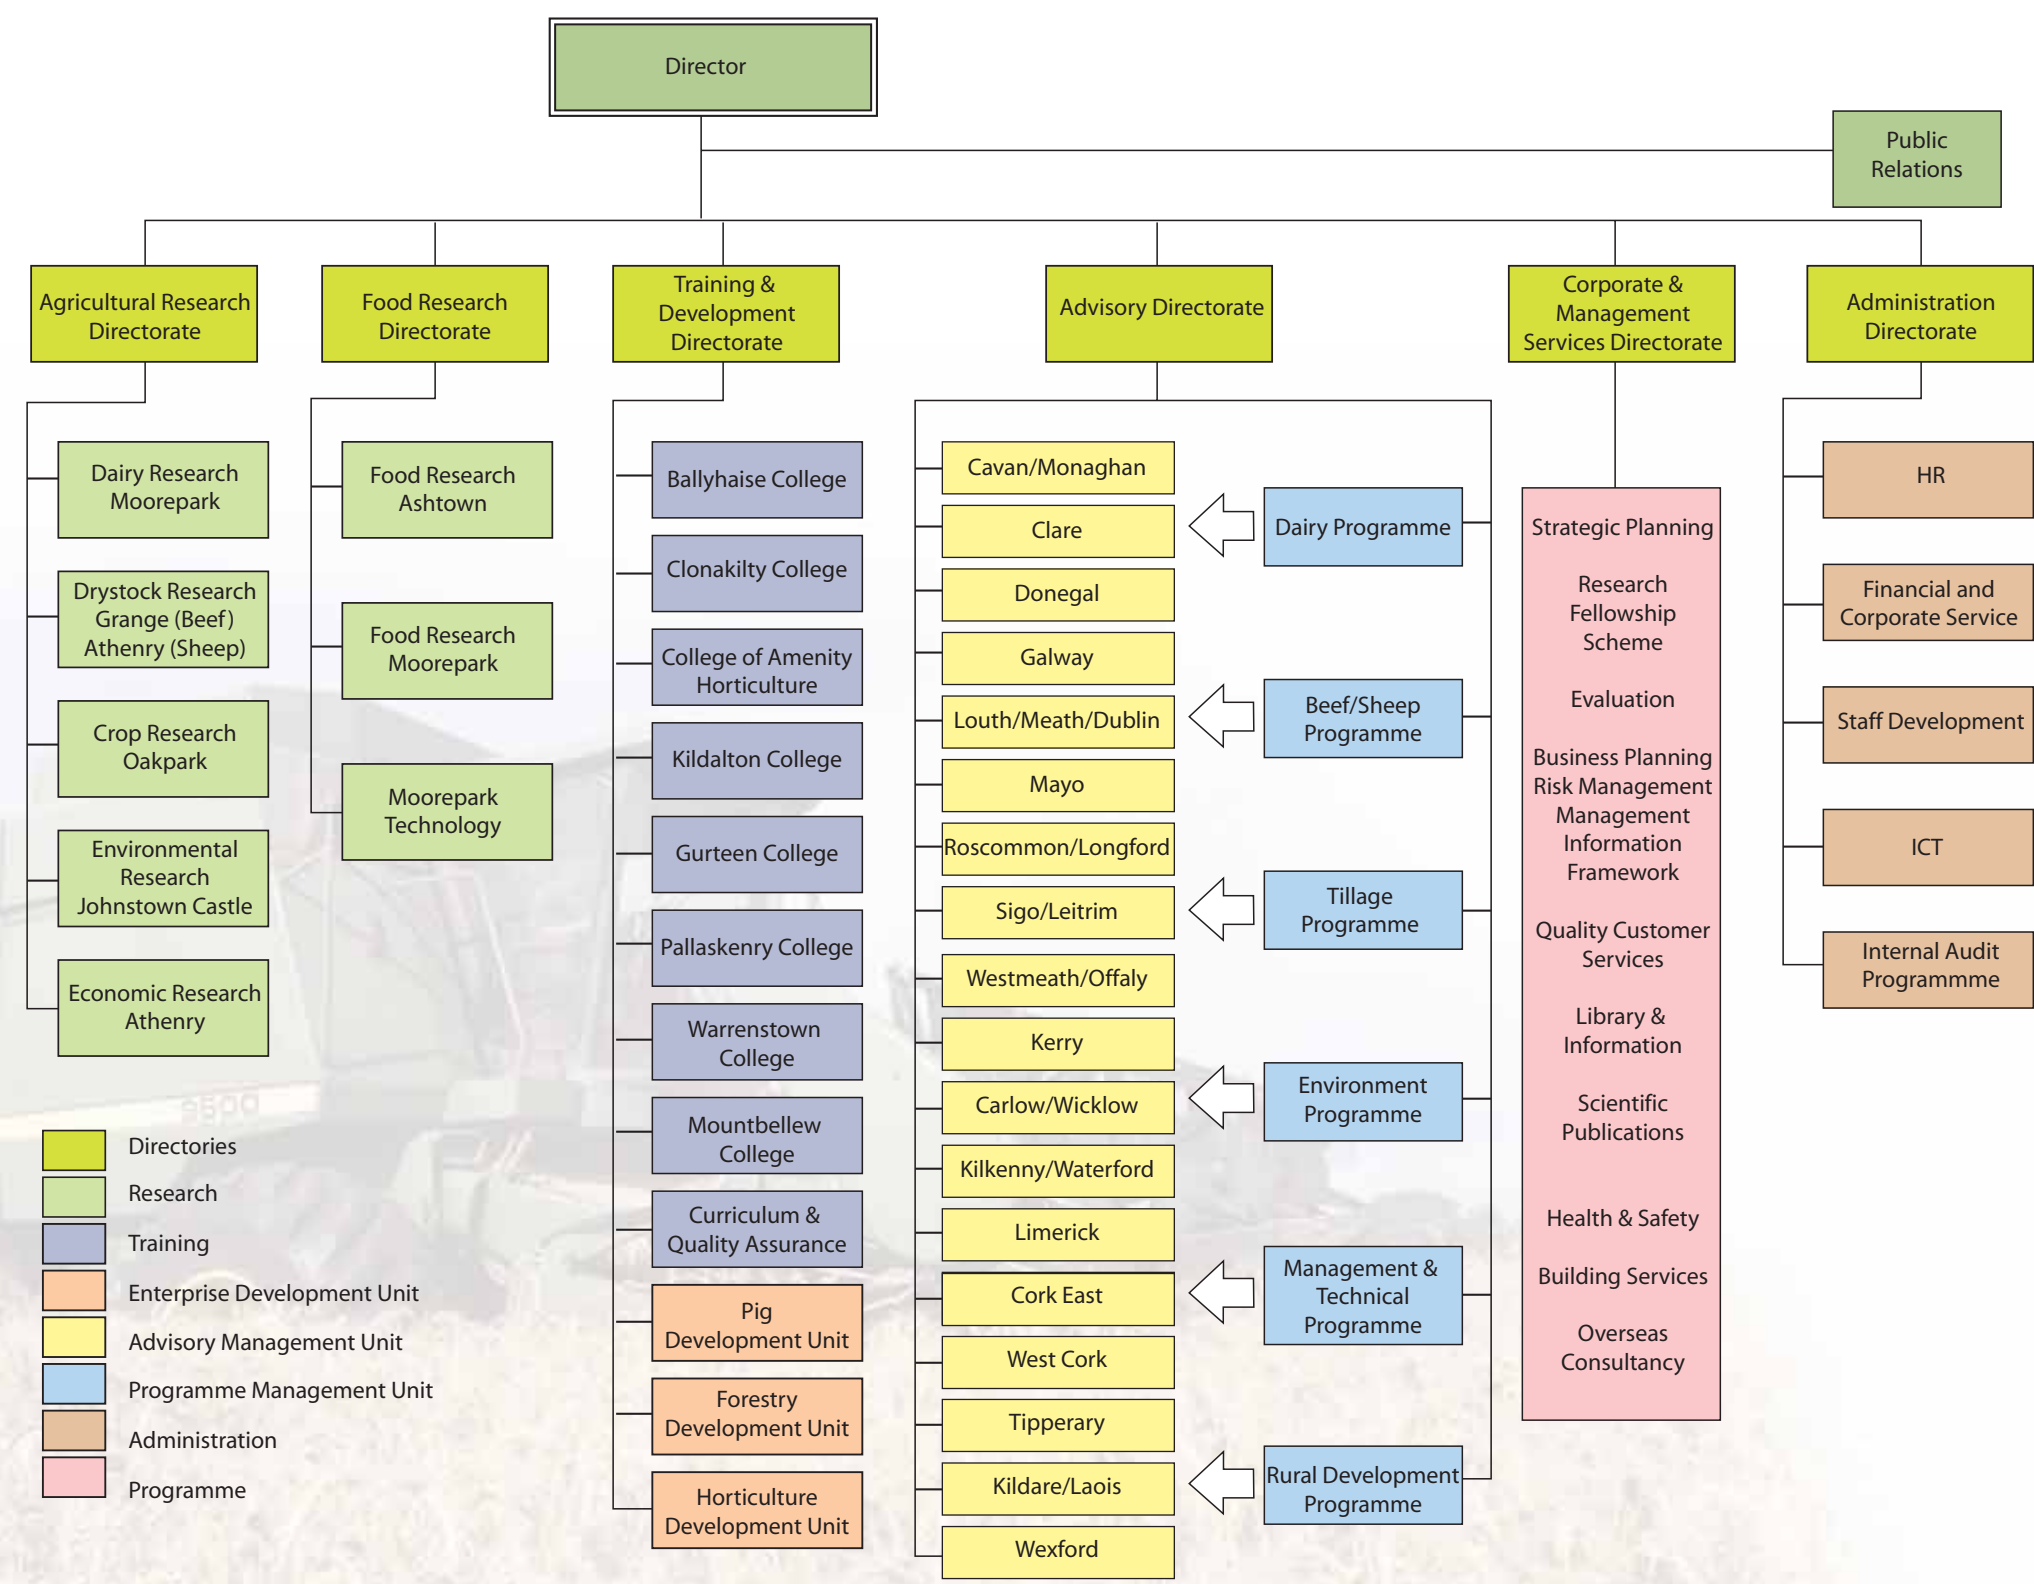 Director
Public
Relations
Agricultural Research
Directorate
Food Research
Directorate
Training &
Development
Directorate
Advisory Directorate
Corporate &
Management
Services Directorate
Administration
Directorate
Dairy Research
Moorepark
Drystock Research
Grange (Beef)
Athenry (Sheep)
Crop Research
Oakpark
Environmental
Research
Johnstown Castle
Economic Research
Athenry
Food Research
Ashtown
Food Research
Moorepark
Moorepark
Technology
Ballyhaise College
Clonakilty College
College of Amenity
Horticulture
Kildalton College
Gurteen College
Pallaskenry College
Warrenstown
College
Mountbellew
College
Curriculum &
Quality Assurance
Pig
Development Unit
Forestry
Development Unit
Horticulture
Development Unit
Cavan/Monaghan
Clare
Donegal
Galway
Louth/Meath/Dublin
Mayo
Roscommon/Longford
Sigo/Leitrim
Westmeath/Offaly
Kerry
Carlow/Wicklow
Kilkenny/Waterford
Limerick
Cork East
West Cork
Tipperary
Kildare/Laois
Wexford
Dairy Programme
Beef/Sheep
Programme
Tillage
Programme
Environment
Programme
Management &
Technical
Programme
Rural Development
Programme
Strategic Planning
Research
Fellowship
Scheme
Evaluation
Business Planning
Risk Management
Management
Information
Framework
Quality Customer
Services
Library &
Information
Scientific
Publications
Health & Safety
Building Services
Overseas
Consultancy
HR
Financial and
Corporate Service
Staff Development
ICT
Internal Audit
Programmme
9600
Directories
Research
Training
Enterprise Development Unit
Advisory Management Unit
Programme Management Unit
Administration
Programme